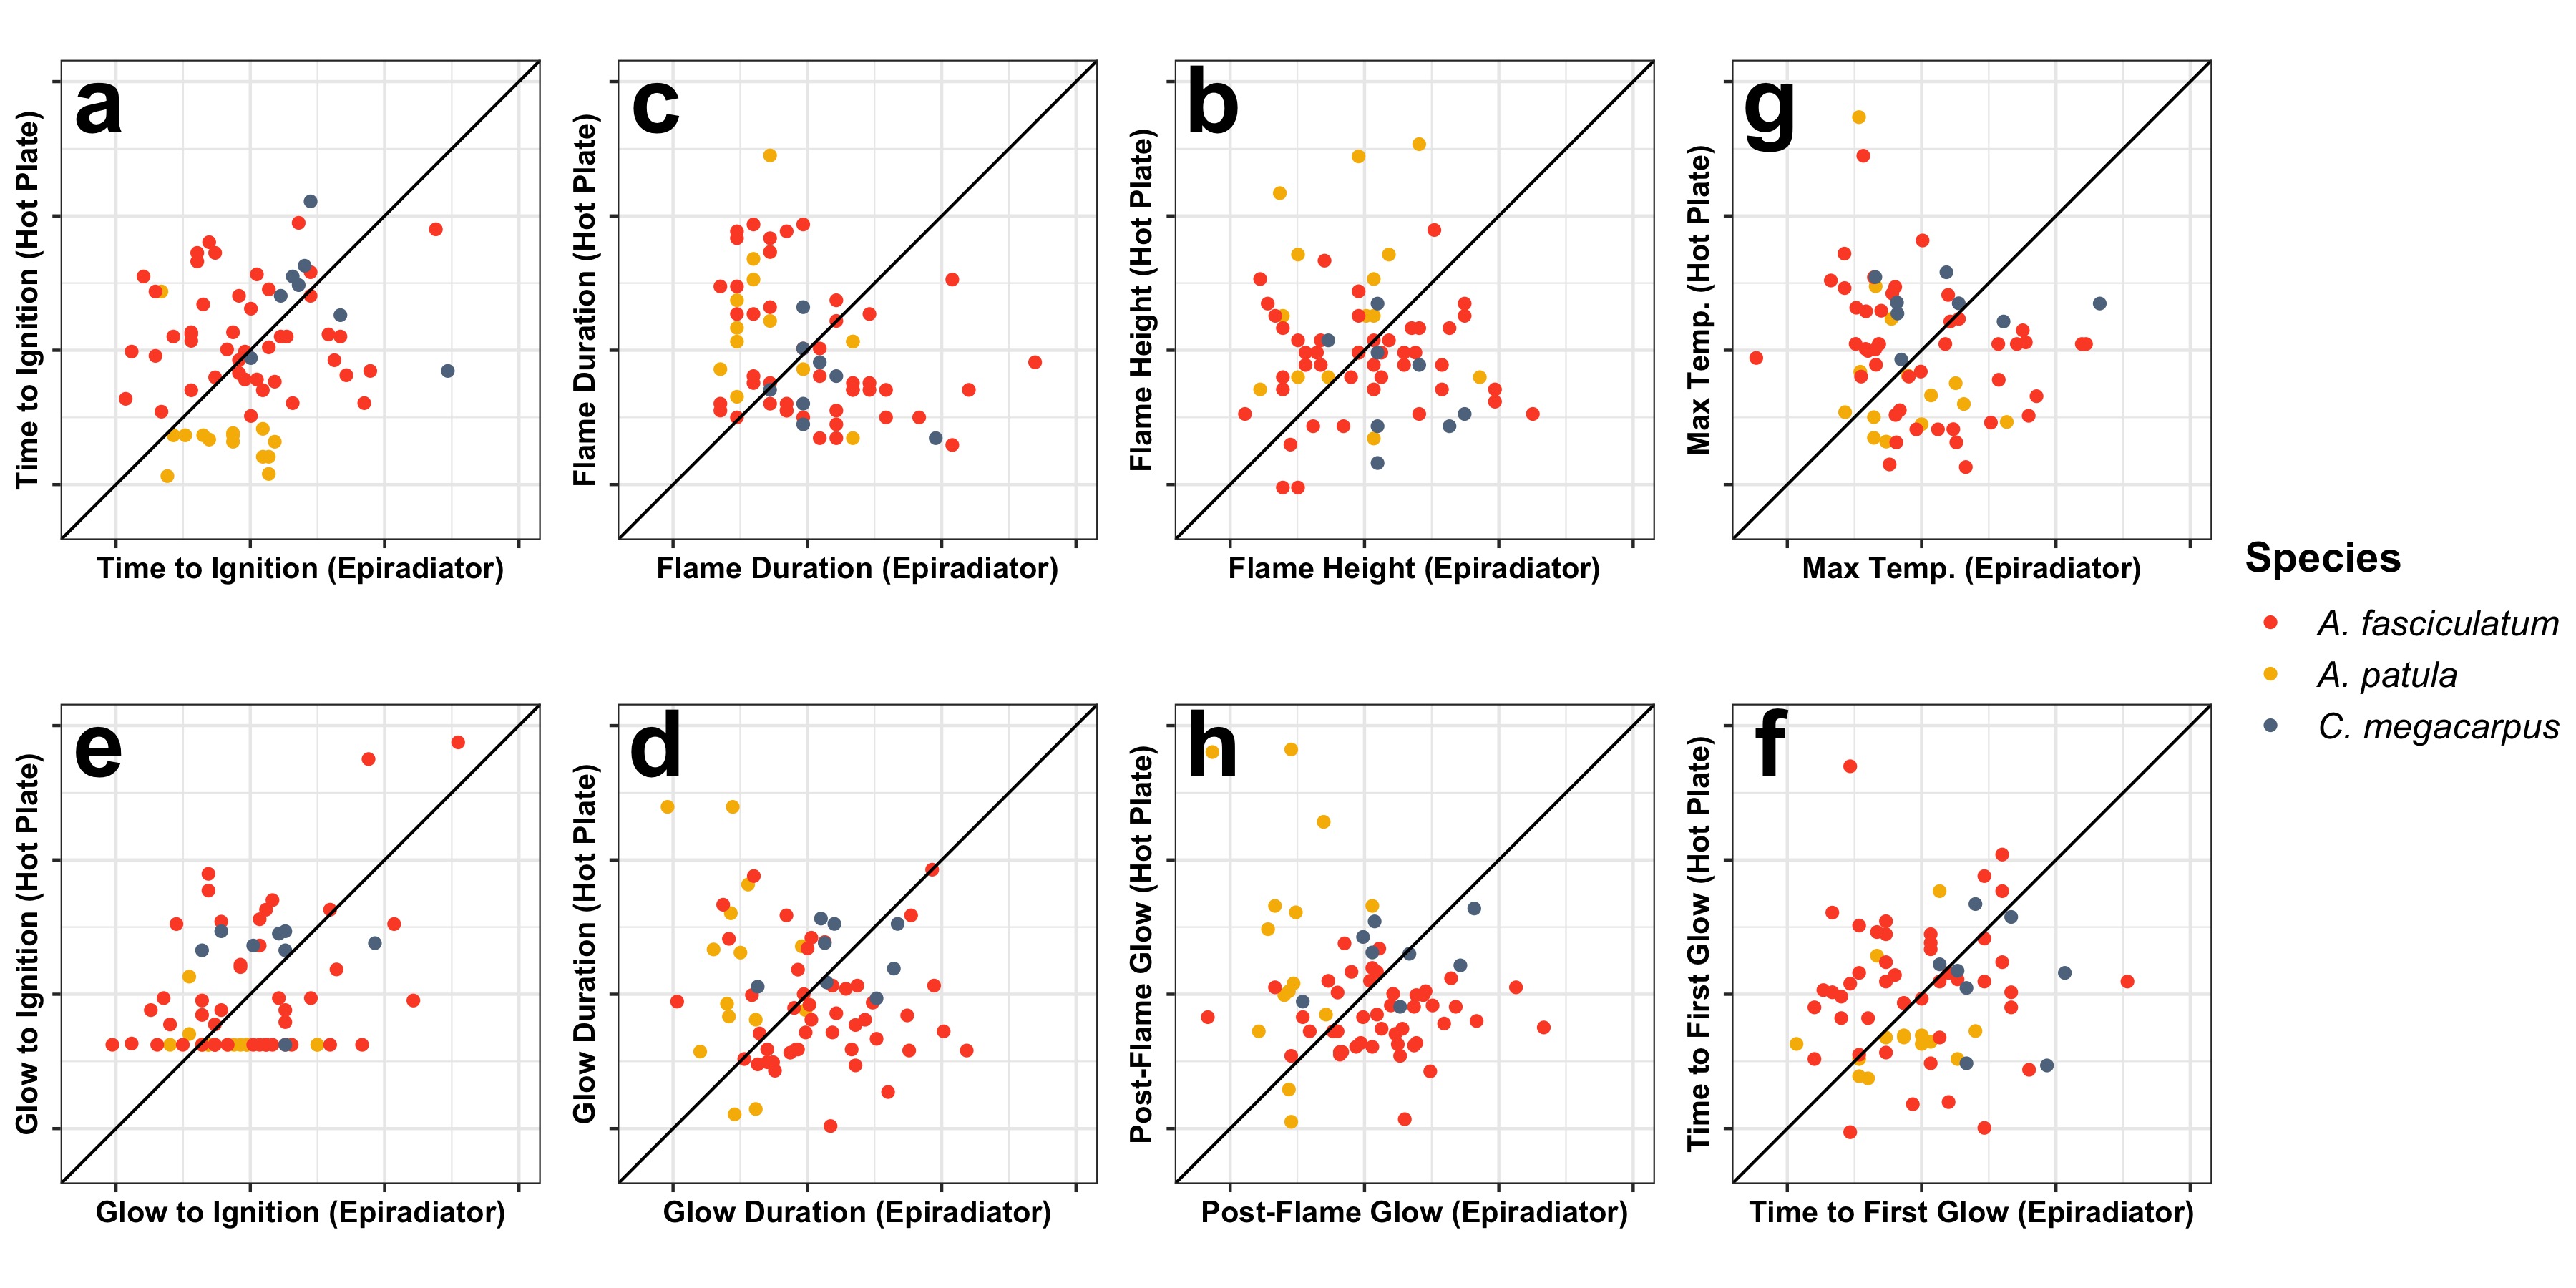 a
Time to Ignition (Hot Plate)
Time to Ignition (Epiradiator)
c
Flame Duration (Hot Plate)
Flame Duration (Epiradiator)
b
Flame Height (Hot Plate)
Flame Height (Epiradiator)
g
Max Temp. (Hot Plate)
Max Temp. (Epiradiator)
e
Glow to Ignition (Hot Plate)
Glow to Ignition (Epiradiator)
d
Glow Duration (Hot Plate)
Glow Duration (Epiradiator)
h
Post-Flame Glow (Hot Plate)
Post-Flame Glow (Epiradiator)
f
Time to First Glow (Hot Plate)
Time to First Glow (Epiradiator)
Species
A. fasciculatum
A. patula
C. megacarpus